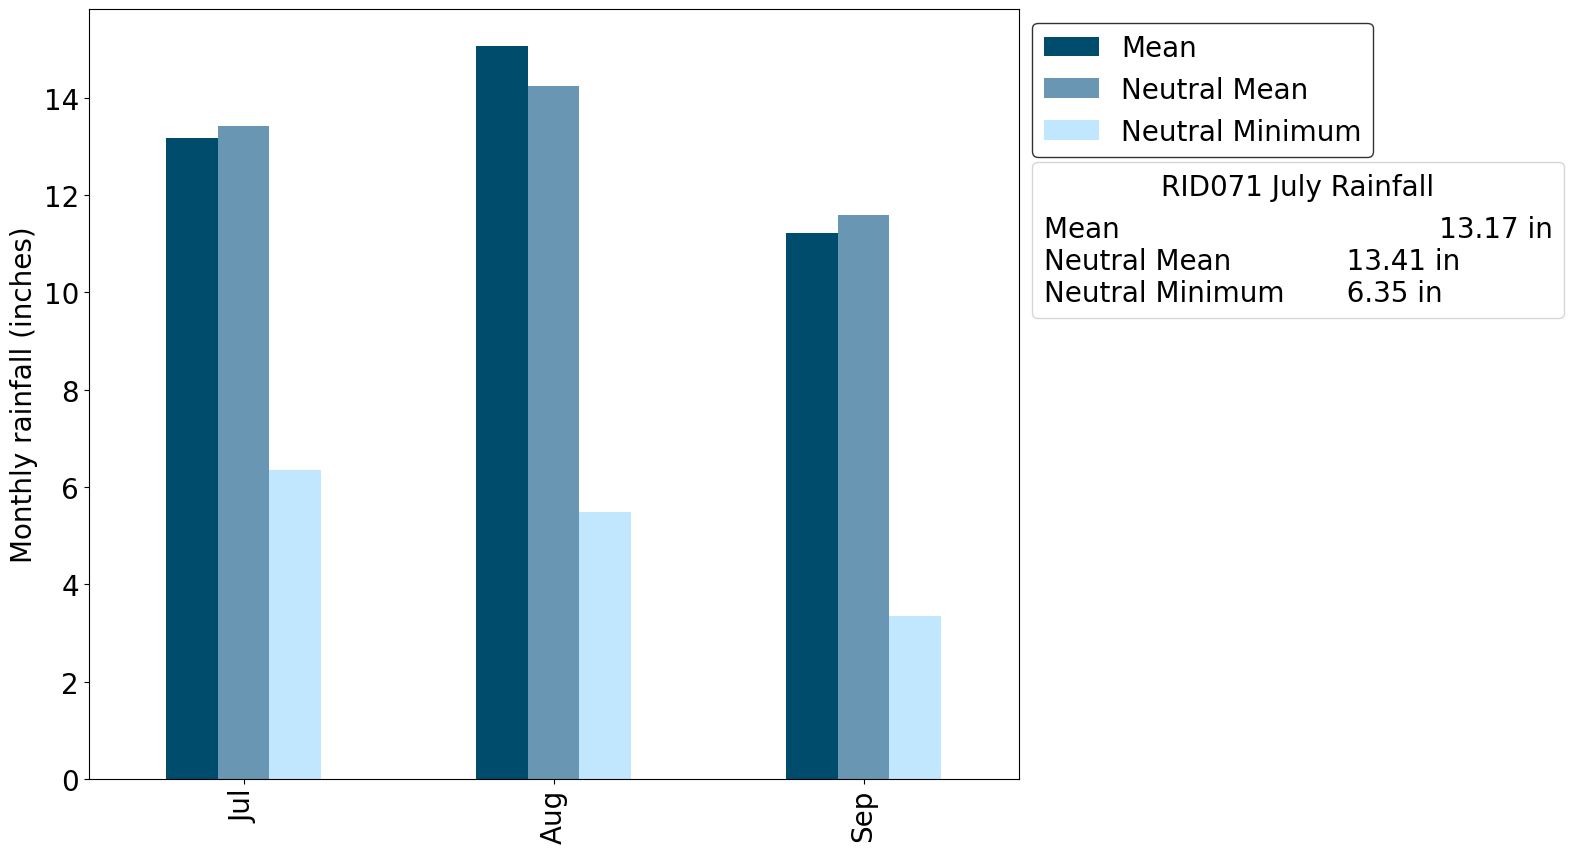 Monthly rainfall (inches)
14
12
10
8
6
4
2
0
Jul
Aug
Sep
Mean
Neutral Mean
Neutral Minimum
RID071 July Rainfall
Mean 13.17 in
Neutral Mean 13.41 in
Neutral Minimum 6.35 in